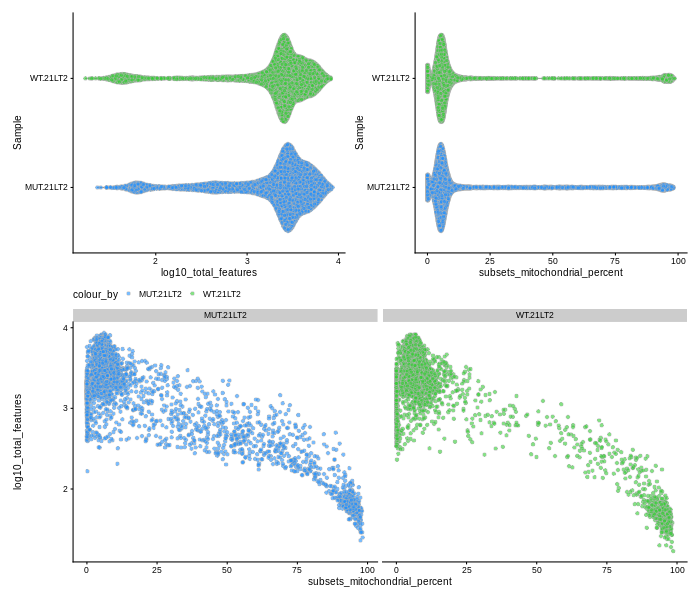 Sample
WT.21LT2
MUT.21LT2
2
3
4
log10_total_features
Sample
WT.21LT2
MUT.21LT2
0
25
50
75
100
subsets_mitochondrial_percent
colour_by MUT.21LT2 WT.21LT2
MUT.21LT2
WT.21LT2
log10_total_features
4
3
2
0
25
50
75
100
0
25
50
75
100
subsets_mitochondrial_percent